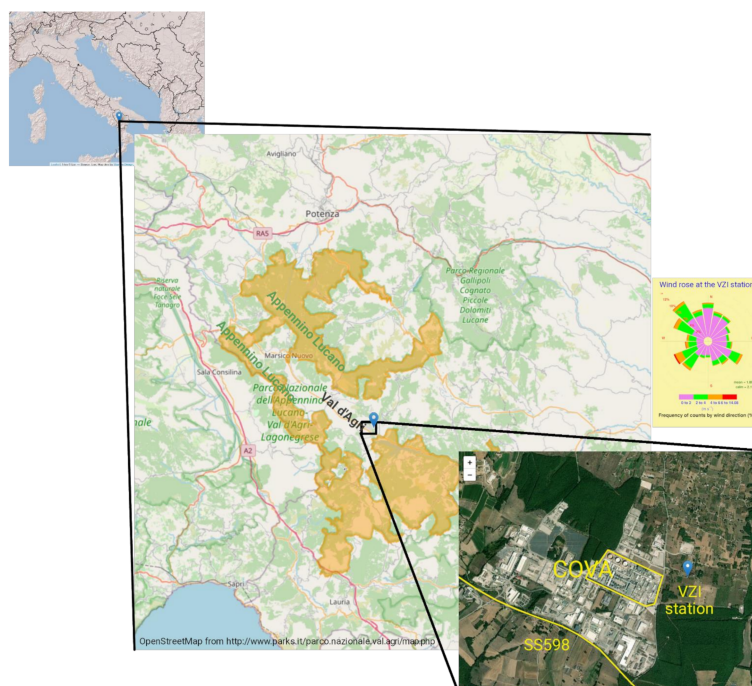 Avigliano
Potenza
RA5
Riserva
naturale
Foce Sele
Tanagro
Parco Regionale
Gallipoli
Cognato
Piccole
Dolomiti
Lucane
Appennino Lucano
Appennino Lucano
Marsico Nuovo
Sala Consilina
Parco Nazionale
dell'Appennino
Lucano-
Val d'Agri-
Lagonegrese
Val d'Agri
nale
A2
Sapri
Lauria
OpenStreetMap from http://www.parks.it/parco.nazionale.val.agri/map.php
Wind rose at the VZI station
Frequency of counts by wind direction (%
+
−
COVA
VZI
station
SS598